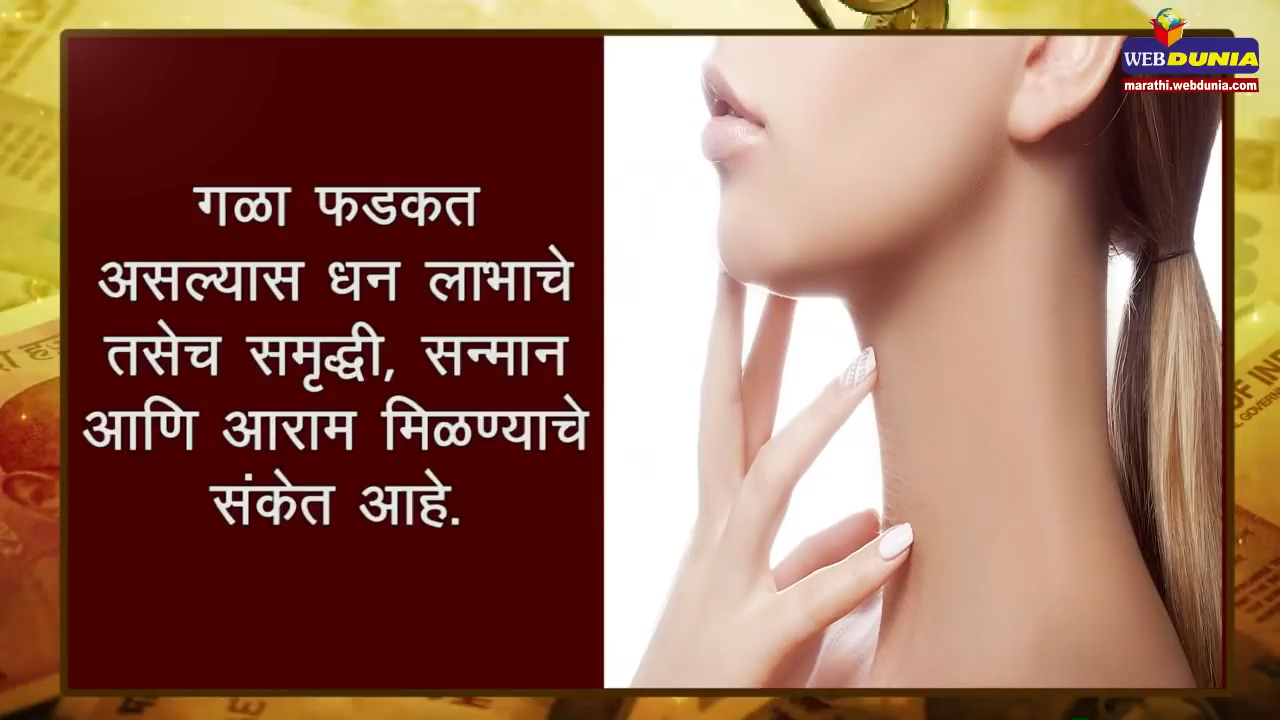 गळा फडकत
असल्यास धन लाभाचे
तसेच समृद्धी, सन्मान
आणि आराम मिळण्याचे
संकेत आहे.
WEBDUNIA
marathi.webdunia.com